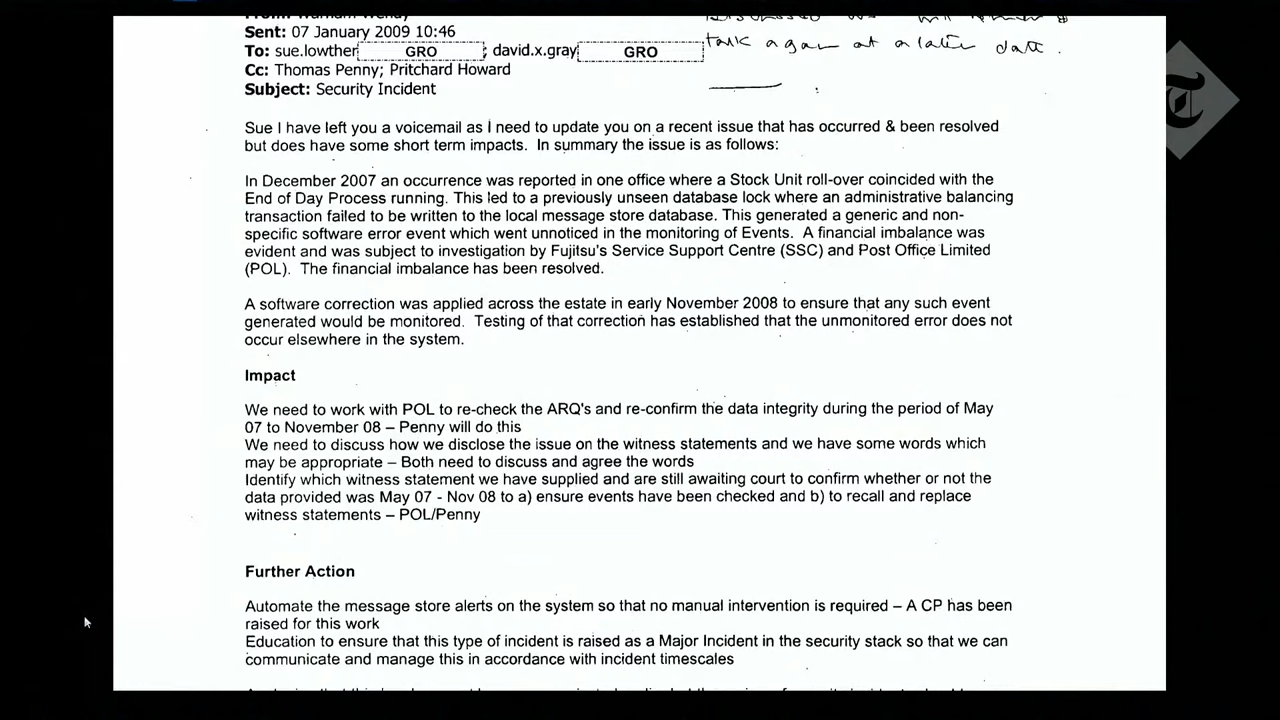 Sent: 07 January 2009 10:46
To: sue.lowther GRO ; david.x.gray GRO
talk again at a later date.
Cc: Thomas Penny; Pritchard Howard
Subject: Security Incident
Sue I have left you a voicemail as I need to update you on a recent issue that has occurred & been resolved
but does have some short term impacts. In summary the issue is as follows:
In December 2007 an occurrence was reported in one office where a Stock Unit roll-over coincided with the
End of Day Process running. This led to a previously unseen database lock where an administrative balancing
transaction failed to be written to the local message store database. This generated a generic and non-
specific software error event which went unnoticed in the monitoring of Events. A financial imbalance was
evident and was subject to investigation by Fujitsu's Service Support Centre (SSC) and Post Office Limited
(POL). The financial imbalance has been resolved.
A software correction was applied across the estate in early November 2008 to ensure that any such event
generated would be monitored. Testing of that correction has established that the unmonitored error does not
occur elsewhere in the system.
Impact
We need to work with POL to re-check the ARQ's and re-confirm the data integrity during the period of May
07 to November 08 – Penny will do this
We need to discuss how we disclose the issue on the witness statements and we have some words which
may be appropriate – Both need to discuss and agree the words
Identify which witness statement we have supplied and are still awaiting court to confirm whether or not the
data provided was May 07 - Nov 08 to a) ensure events have been checked and b) to recall and replace
witness statements – POL/Penny
Further Action
Automate the message store alerts on the system so that no manual intervention is required – A CP has been
raised for this work
Education to ensure that this type of incident is raised as a Major Incident in the security stack so that we can
communicate and manage this in accordance with incident timescales